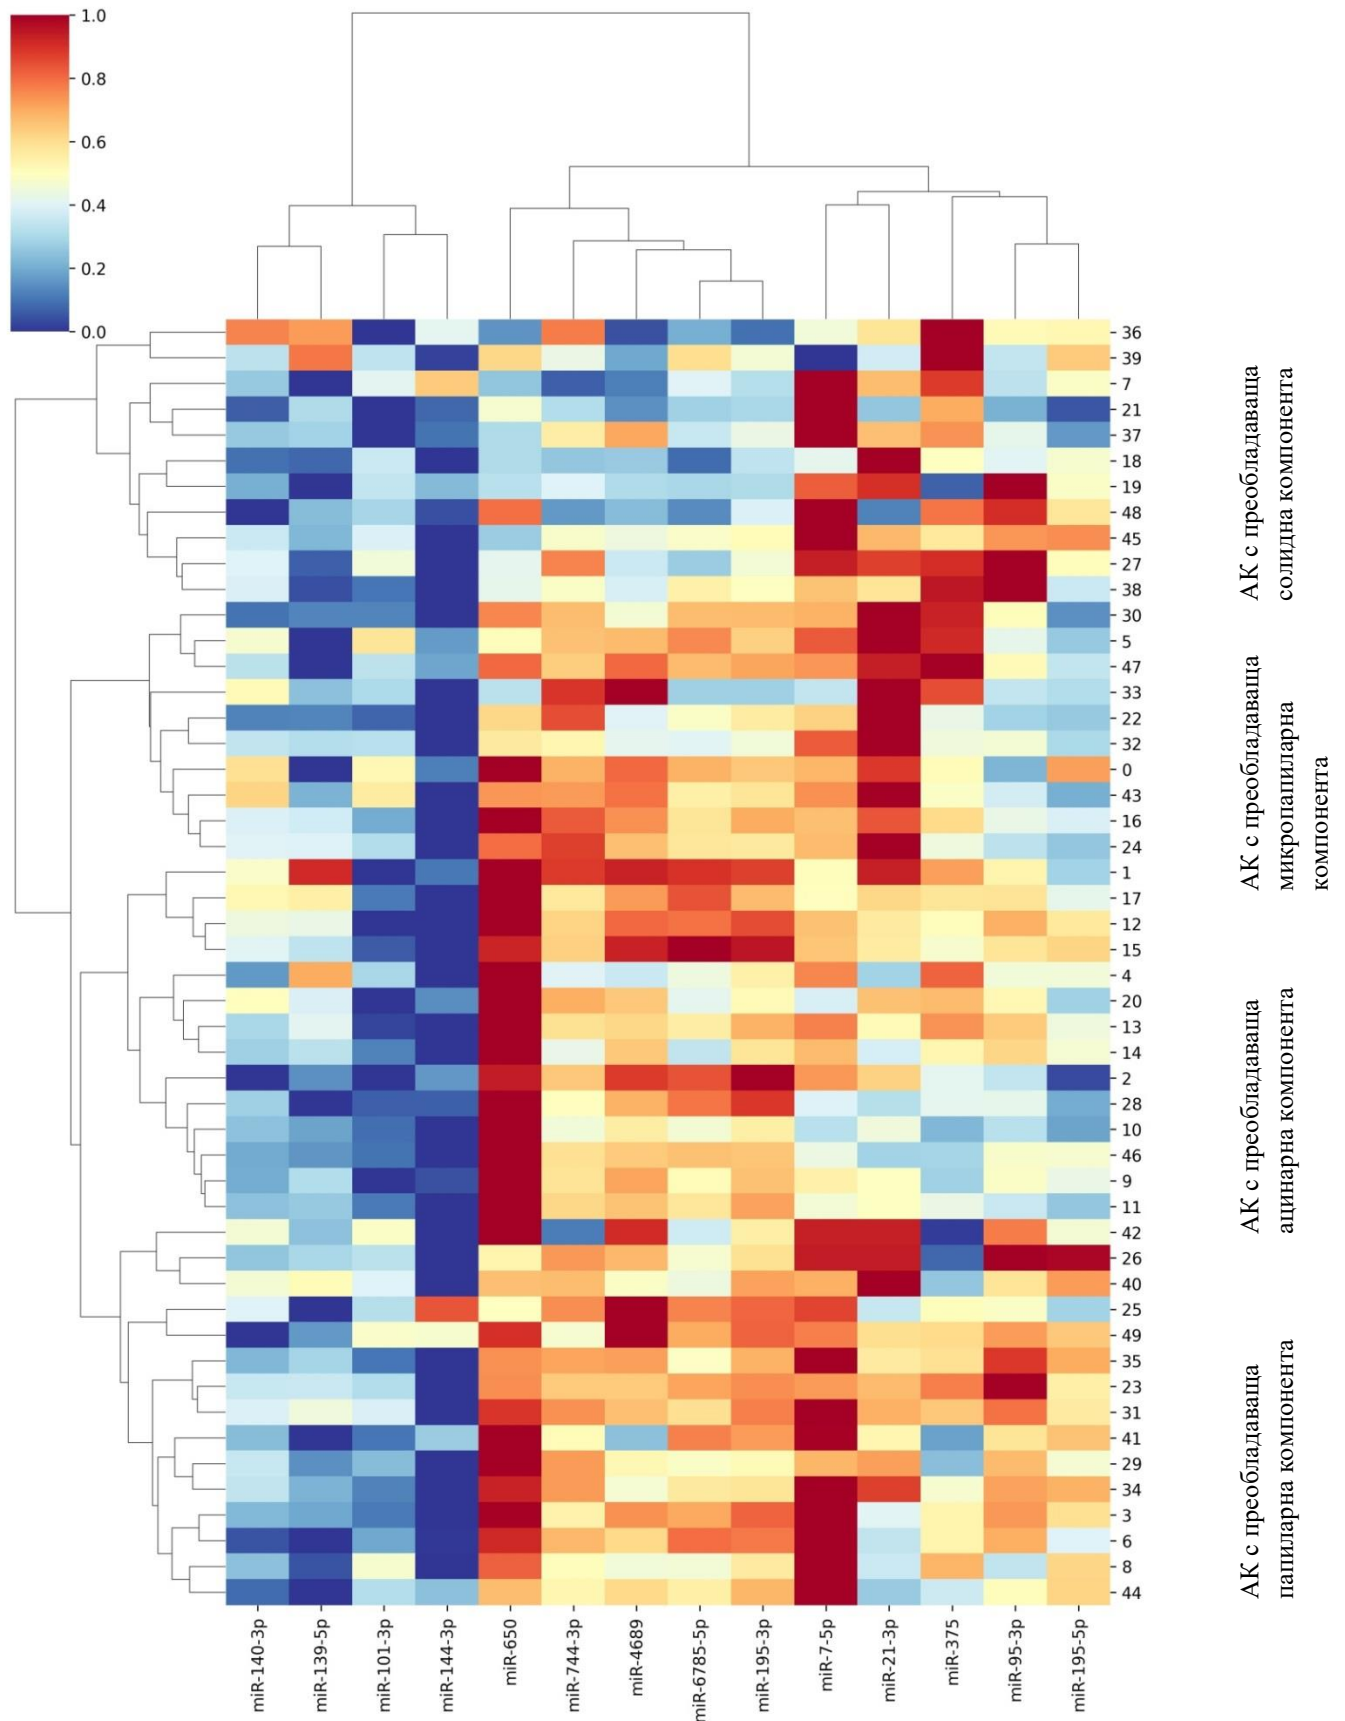 1.0
0.8
0.6
0.4
0.2
0.0
36
39
7
21
37
18
19
48
45
27
38
30
5
47
33
22
32
0
43
16
24
1
17
12
15
4
20
13
14
2
28
10
46
9
11
42
26
40
25
49
35
23
31
41
29
34
3
6
8
44
АК с преобладаваща
солидна компонента
АК с преобладаваща
микропапиларна
компонента
АК с преобладаваща
ацинарна компонента
АК с преобладаваща
папиларна компонента
miR-140-3p
miR-139-5p
miR-101-3p
miR-144-3p
miR-650
miR-744-3p
miR-4689
miR-6785-5p
miR-195-3p
miR-7-5p
miR-21-3p
miR-375
miR-95-3p
miR-195-5p